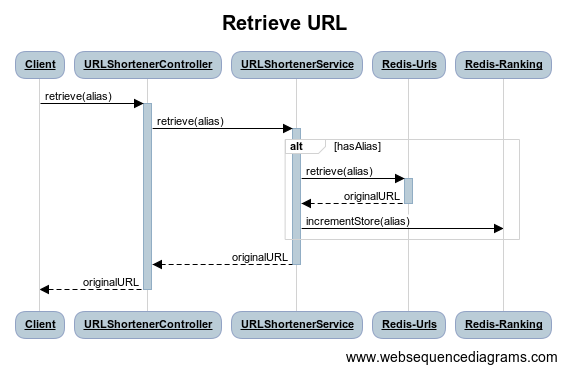 Retrieve URL
Client URLShortenerController URLShortenerService Redis-Urls Redis-Ranking
retrieve(alias)
retrieve(alias)
alt [hasAlias]
retrieve(alias)
originalURL
incrementStore(alias)
originalURL
originalURL
Client URLShortenerController URLShortenerService Redis-Urls Redis-Ranking
www.websequencediagrams.com